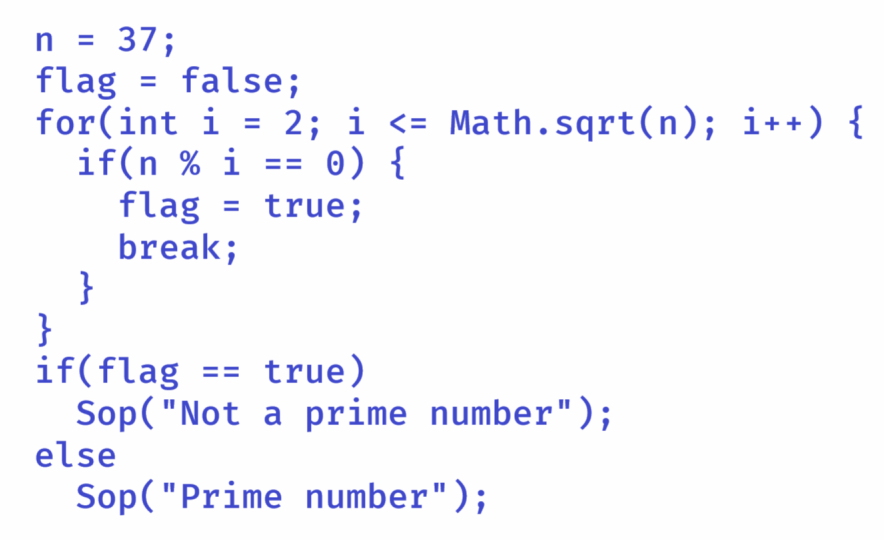 n = 37;
flag = false;
for(int i = 2; i <= Math.sqrt(n); i++) {
  if(n % i == 0) {
    flag = true;
    break;
  }
}
if(flag == true)
  Sop("Not a prime number");
else
  Sop("Prime number");